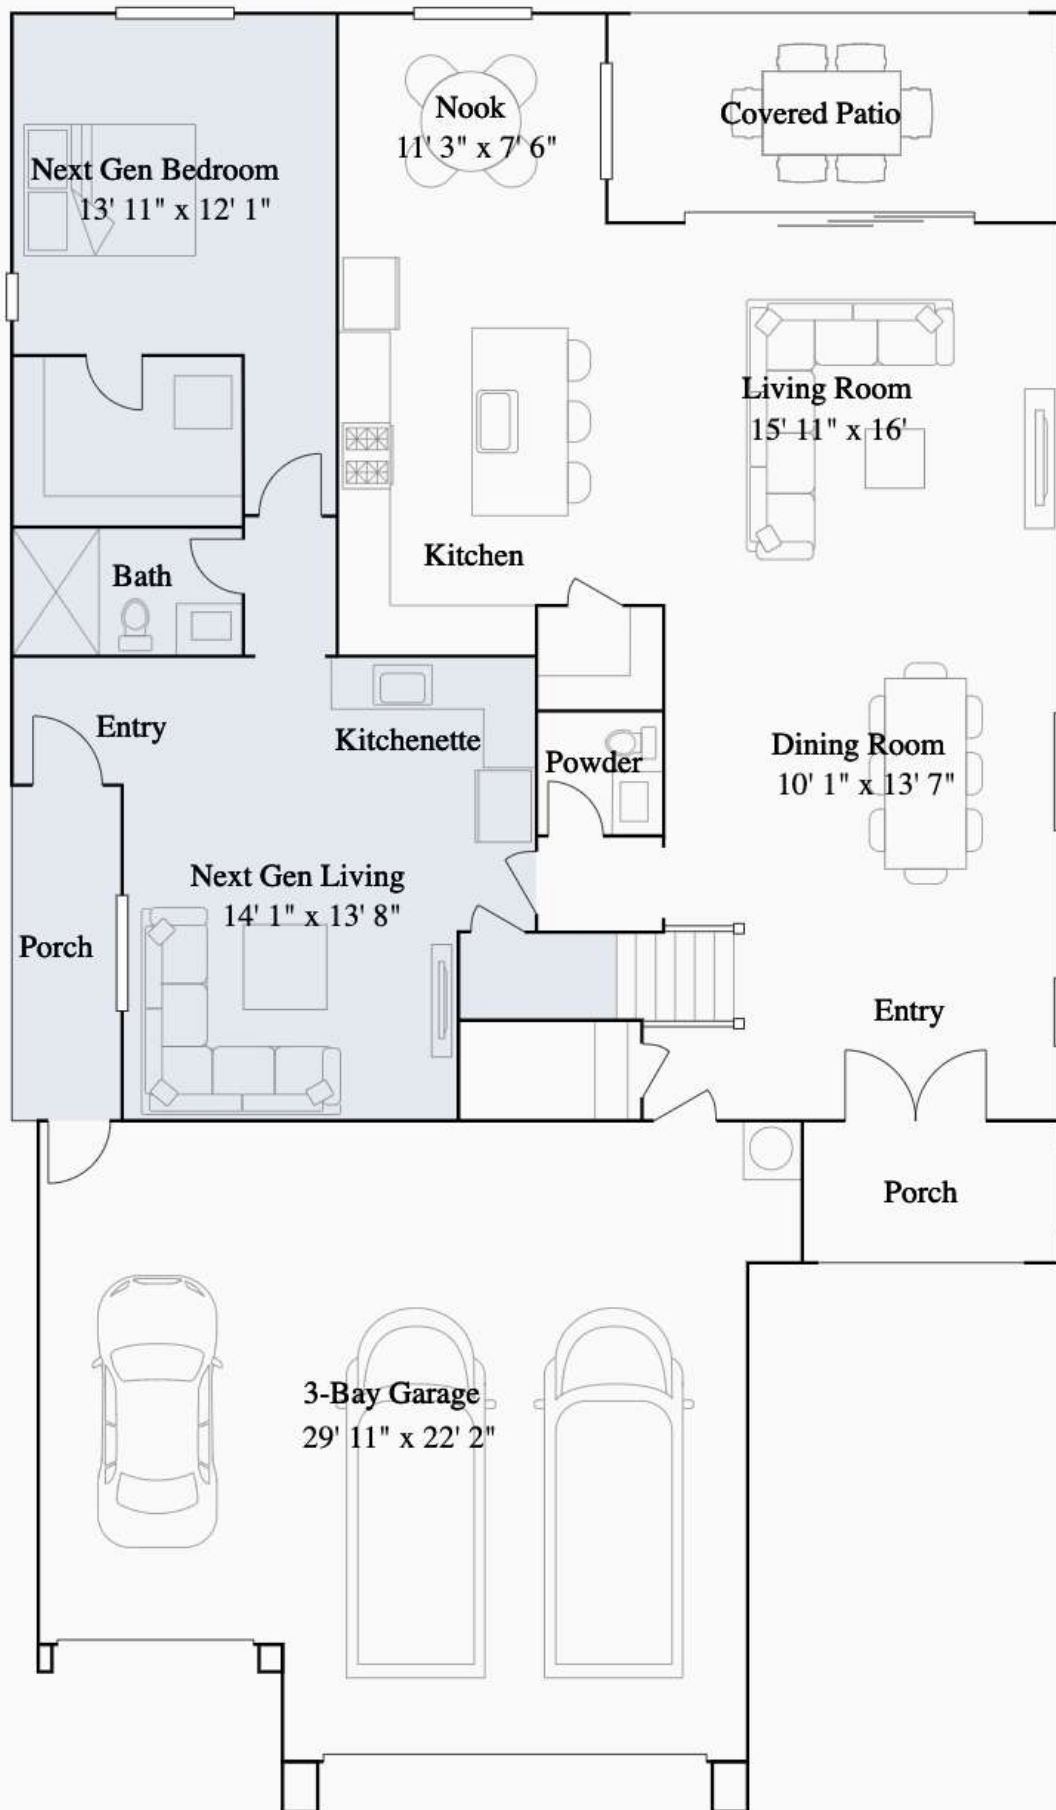 Nook
11' 3" x 7' 6"
Covered Patio
Next Gen Bedroom
13' 11" x 12' 1"
Living Room
15' 11" x 16'
Kitchen
Bath
Entry
Kitchenette
Powder
Dining Room
10' 1" x 13' 7"
Next Gen Living
14' 1" x 13' 8"
Porch
Entry
Porch
3-Bay Garage
29' 11" x 22' 2"